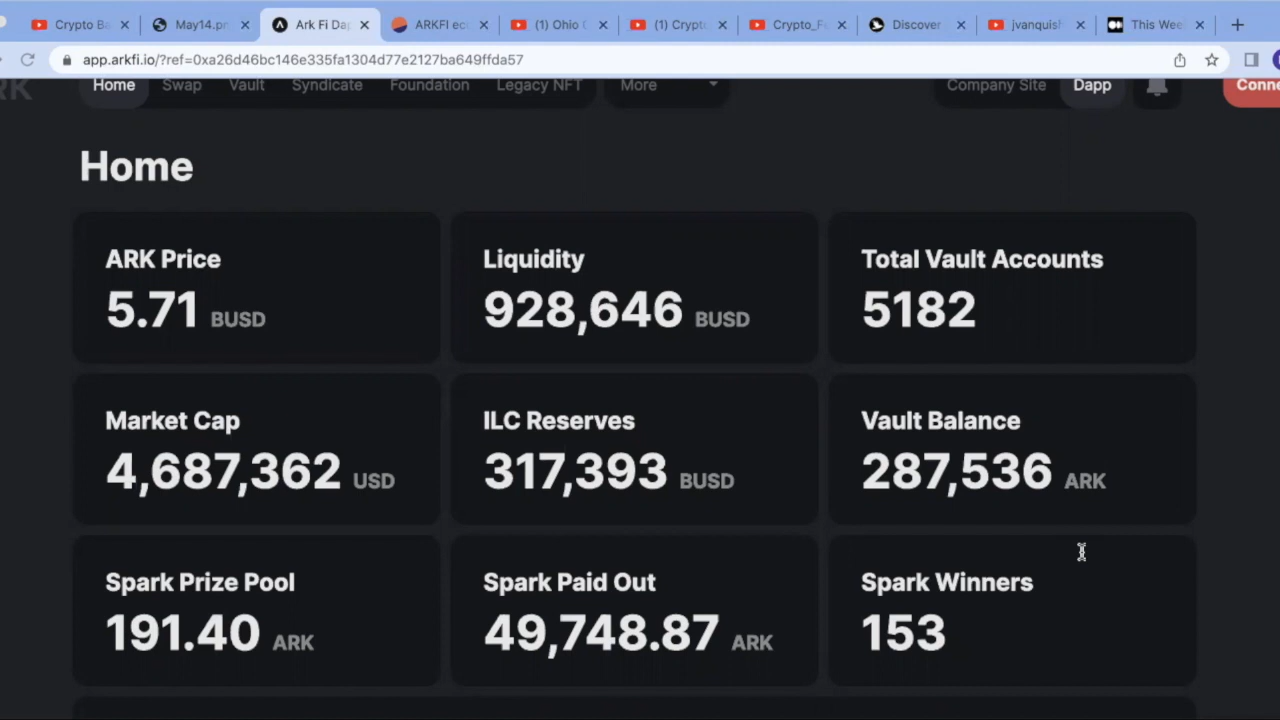 Crypto Ba
May14.pn
Ark Fi Da
ARKFI ec
(1) Ohio
(1) Crypt
Crypto_F
Discover
jvanquish
This Wee
app.arkfi.io/?ref=0xa26d46bc146e335fa1304d77e2127ba649ffda57
Home Swap Vault Syndicate Foundation Legacy NFT More Company Site Dapp Conne
Home
ARK Price
5.71 BUSD
Liquidity
928,646 BUSD
Total Vault Accounts
5182
Market Cap
4,687,362 USD
ILC Reserves
317,393 BUSD
Vault Balance
287,536 ARK
Spark Prize Pool
191.40 ARK
Spark Paid Out
49,748.87 ARK
Spark Winners
153